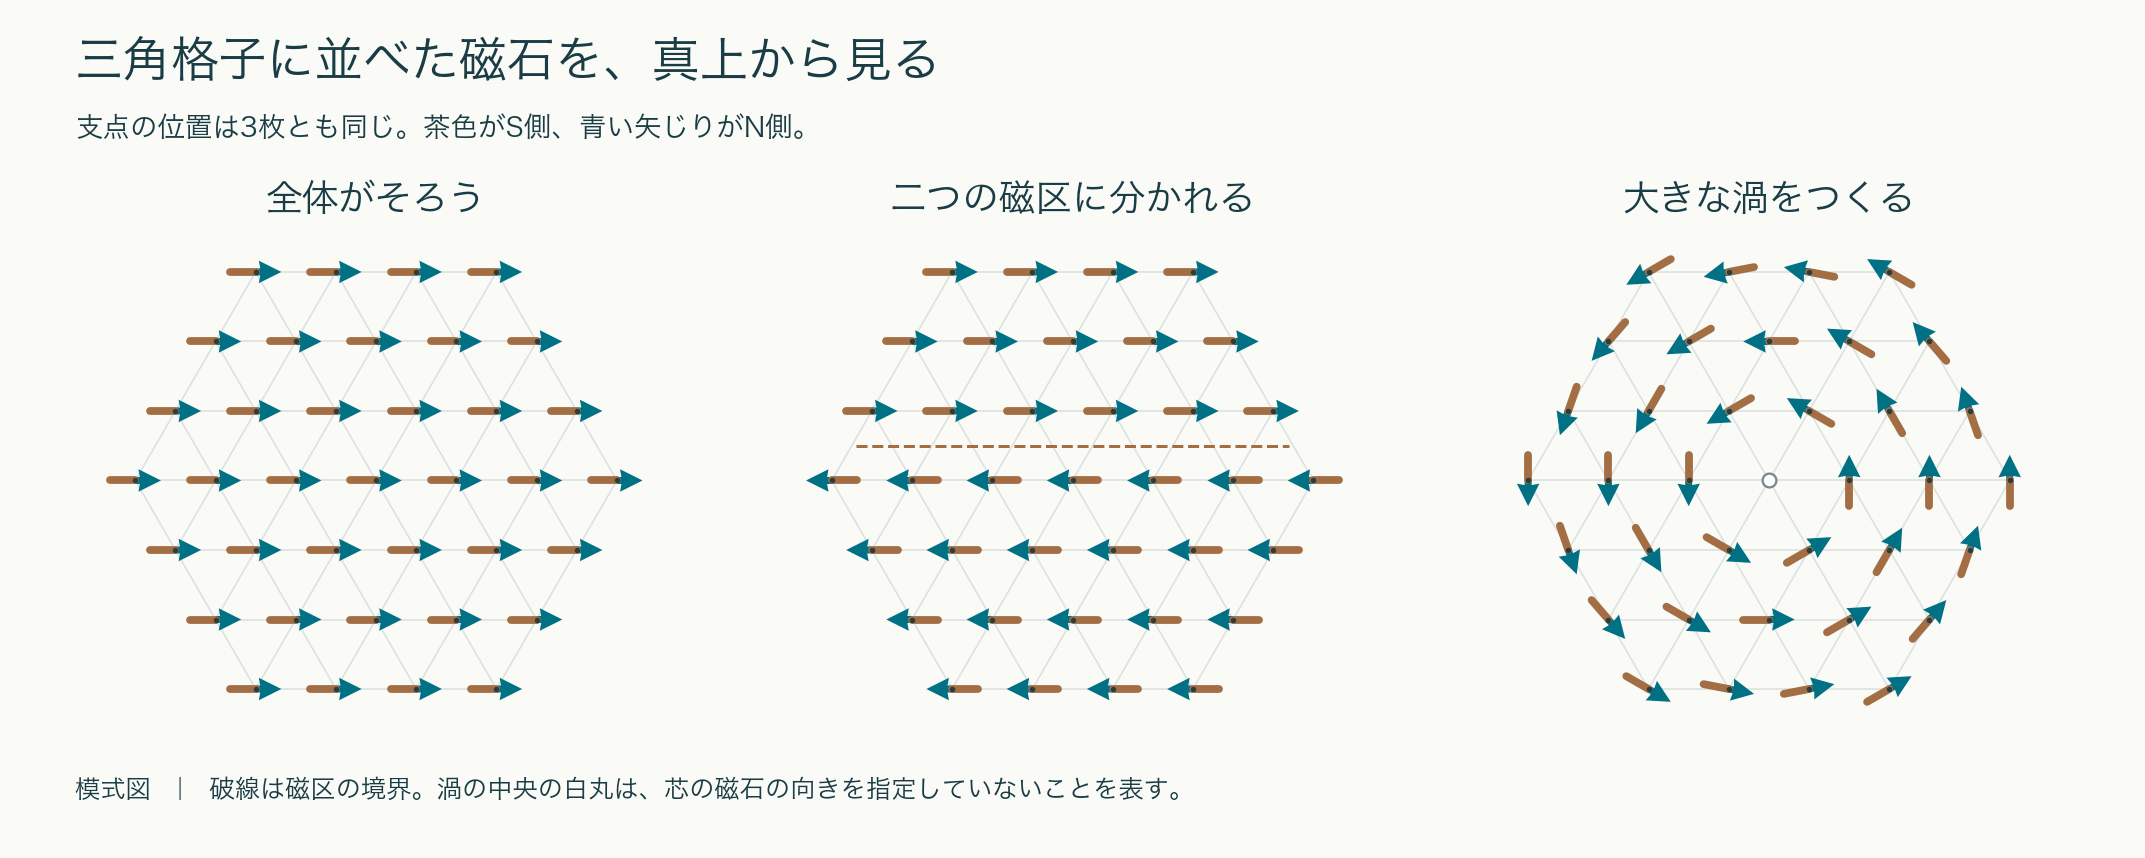 三角格子に並べた磁石を、真上から見る
支点の位置は3枚とも同じ。茶色がS側、青い矢じりがN側。
全体がそろう
二つの磁区に分かれる
大きな渦をつくる
模式図 | 破線は磁区の境界。渦の中央の白丸は、芯の磁石の向きを指定していないことを表す。